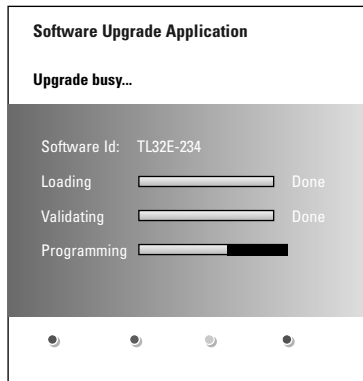 Software Upgrade Application
Upgrade busy...
Software Id: TL32E-234
Loading Done
Validating Done
Programming